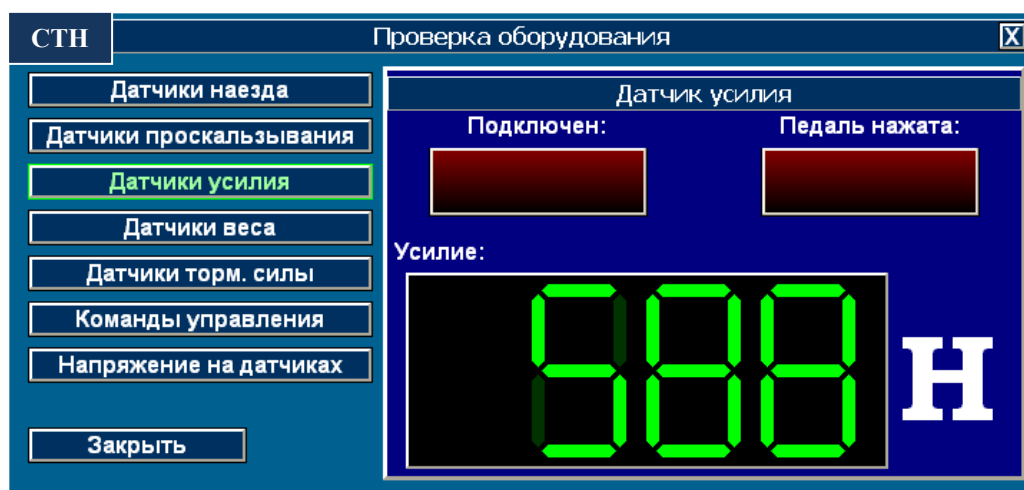 СТН
Проверка оборудования
X
Датчики наезда
Датчики проскальзывания
Датчики усилия
Датчики веса
Датчики торм. силы
Команды управления
Напряжение на датчиках
Закрыть
Датчик усилия
Подключен:
Педаль нажата:
Усилие:
588 Н